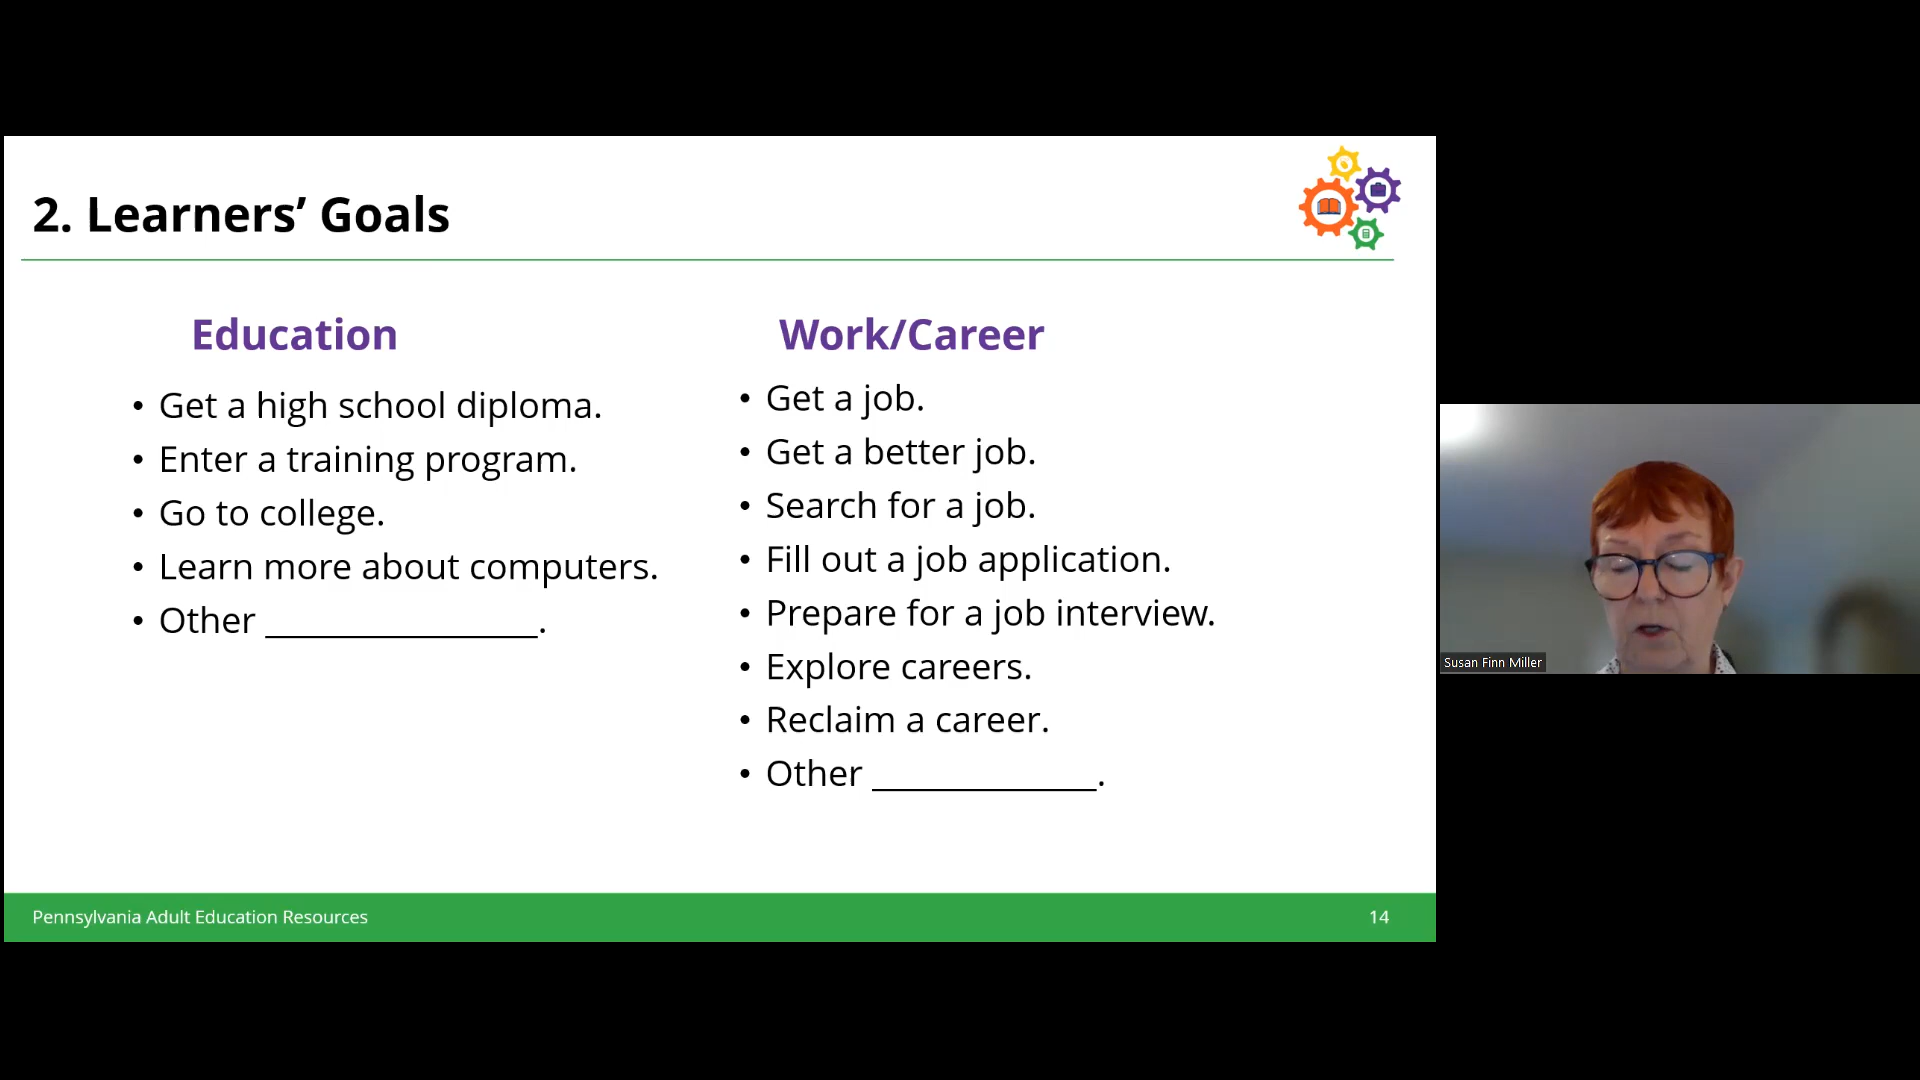 2. Learners’ Goals
Education
• Get a high school diploma.
• Enter a training program.
• Go to college.
• Learn more about computers.
• Other _______________.
Work/Career
• Get a job.
• Get a better job.
• Search for a job.
• Fill out a job application.
• Prepare for a job interview.
• Explore careers.
• Reclaim a career.
• Other ____________.
Pennsylvania Adult Education Resources
14
Susan Finn Miller